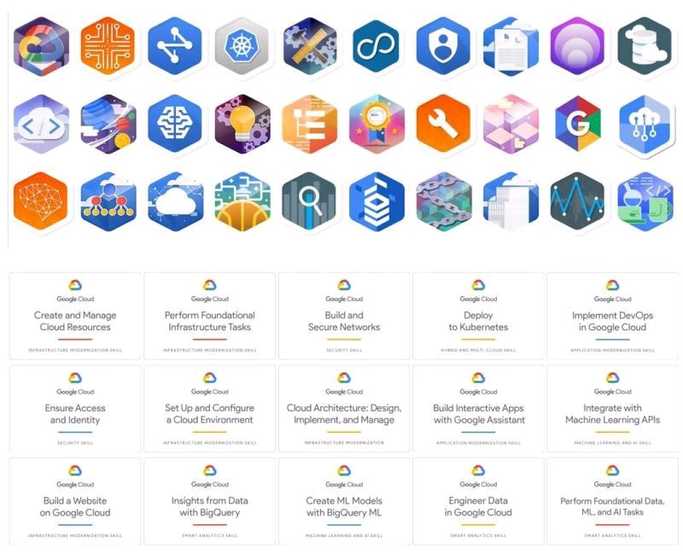 Google Cloud
Create and Manage
Cloud Resources
INFRASTRUCTURE MODERNIZATION SKILL
Google Cloud
Perform Foundational
Infrastructure Tasks
INFRASTRUCTURE MODERNIZATION SKILL
Google Cloud
Build and
Secure Networks
SECURITY SKILL
Google Cloud
Deploy
to Kubernetes
HYBRID AND MULTI-CLOUD SKILL
Google Cloud
Implement DevOps
in Google Cloud
APPLICATION MODERNIZATION SKILL
Google Cloud
Ensure Access
and Identity
SECURITY SKILL
Google Cloud
Set Up and Configure
a Cloud Environment
INFRASTRUCTURE MODERNIZATION SKILL
Google Cloud
Cloud Architecture: Design,
Implement, and Manage
INFRASTRUCTURE MODERNIZATION
Google Cloud
Build Interactive Apps
with Google Assistant
APPLICATION MODERNIZATION SKILL
Google Cloud
Integrate with
Machine Learning APIs
MACHINE LEARNING AND AI SKILL
Google Cloud
Build a Website
on Google Cloud
INFRASTRUCTURE MODERNIZATION SKILL
Google Cloud
Insights from Data
with BigQuery
SMART ANALYTICS SKILL
Google Cloud
Create ML Models
with BigQuery ML
MACHINE LEARNING AND AI SKILL
Google Cloud
Engineer Data
in Google Cloud
SMART ANALYTICS SKILL
Google Cloud
Perform Foundational Data,
ML, and AI Tasks
SMART ANALYTICS SKILL